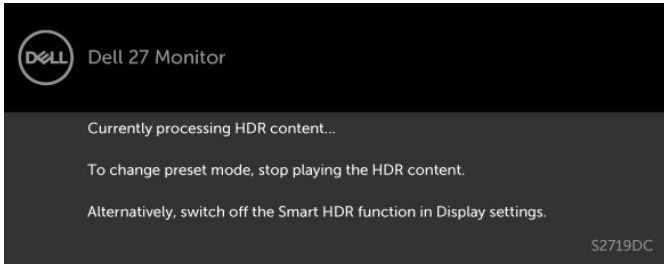 DELL
Dell 27 Monitor
Currently processing HDR content...
To change preset mode, stop playing the HDR content.
Alternatively, switch off the Smart HDR function in Display settings.
S2719DC